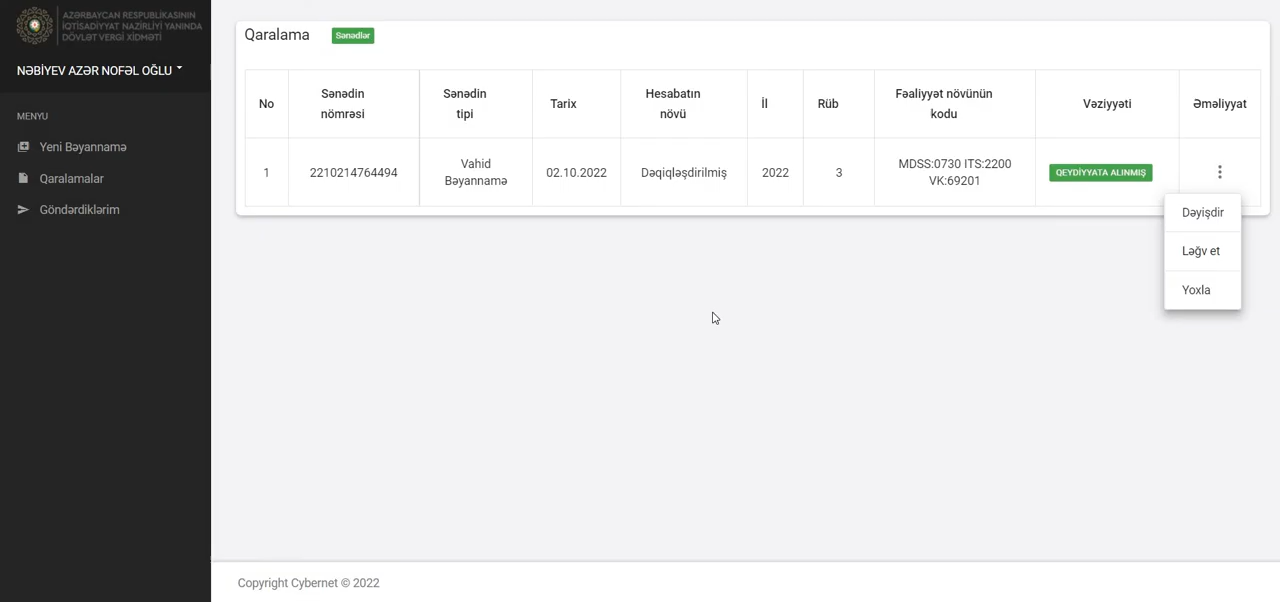 AZƏRBAYCAN RESPUBLİKASININ
İQTİSADİYYAT NAZİRLİYİ YANINDA
DÖVLƏT VERGİ XİDMƏTİ
NƏBİYEV AZƏR NOFƏL OĞLU
MENYU
Yeni Bəyannamə
Qaralamalar
Göndərdiklərim
Qaralama Sənədlər
No
Sənədin
nömrəsi
Sənədin
tipi
Tarix
Hesabatın
növü
İl
Rüb
Fəaliyyət növünün
kodu
Vəziyyəti
Əməliyyat
1
2210214764494
Vahid
Bəyannamə
02.10.2022
Dəqiqləşdirilmiş
2022
3
MDSS:0730 ITS:2200
VK:69201
QEYDİYYATA ALINMIŞ
Dəyişdir
Ləğv et
Yoxla
Copyright Cybernet © 2022